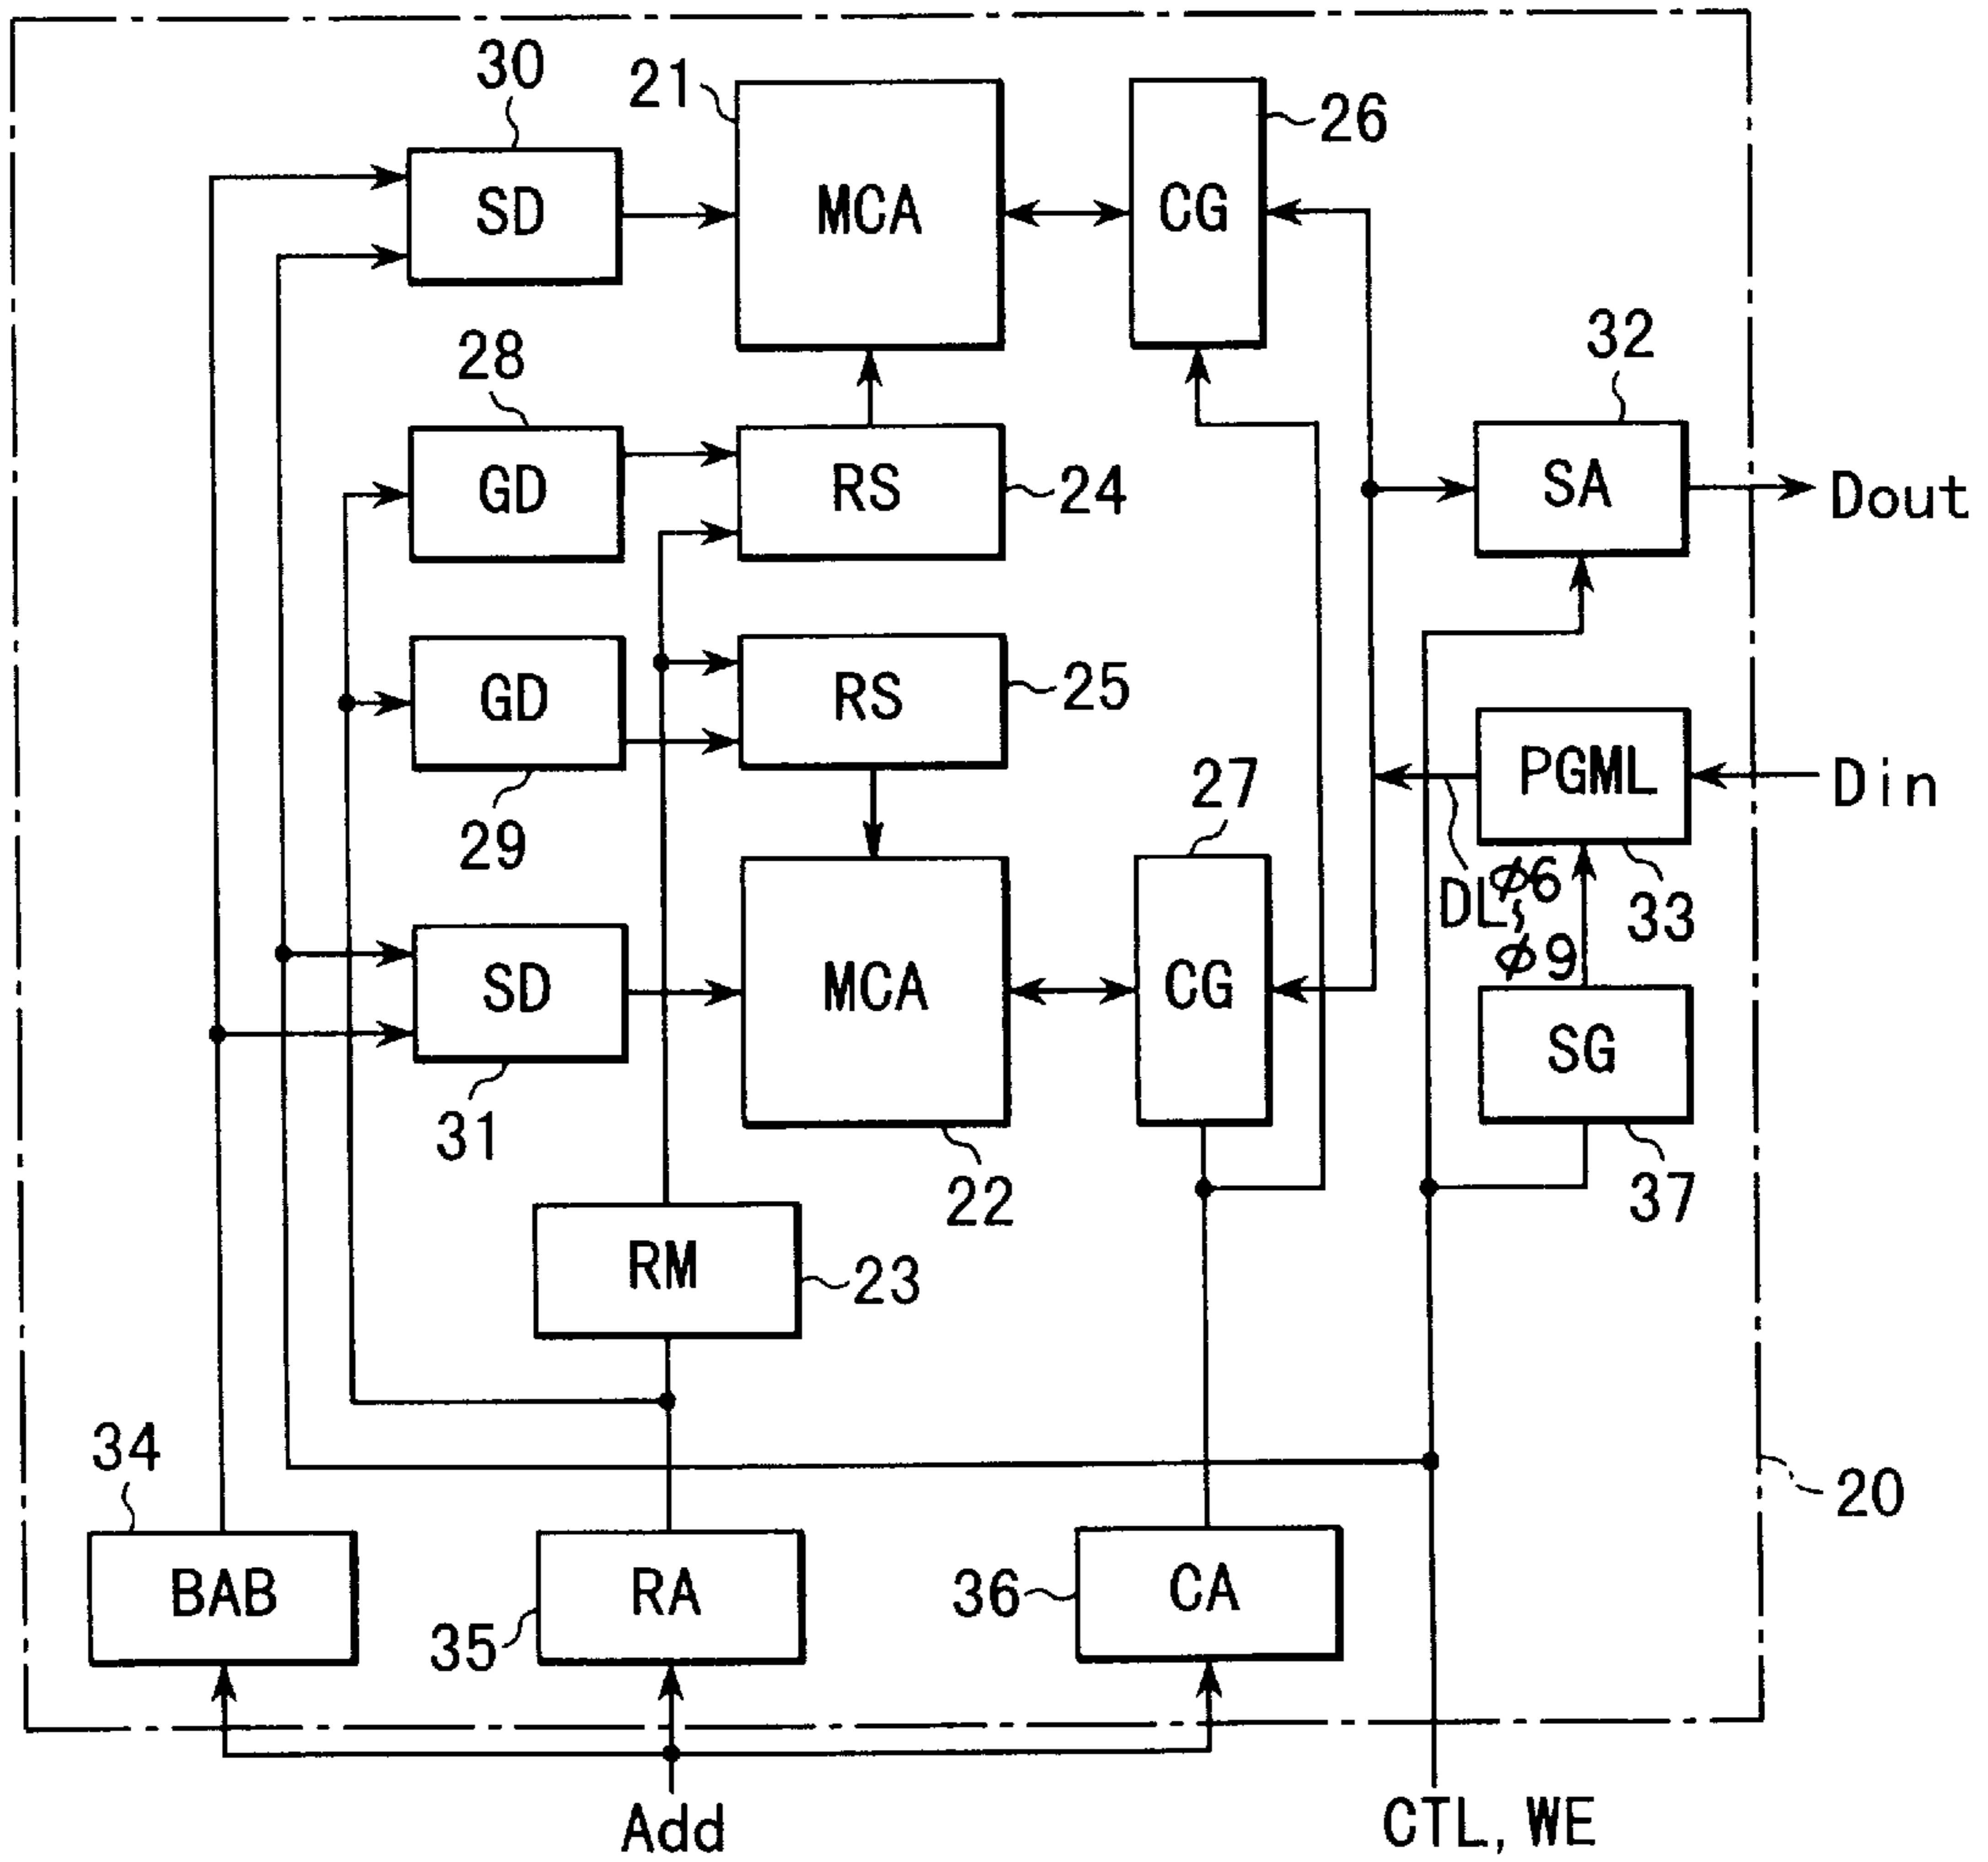 30
21
26
SD
MCA
CG
28
32
GD
RS
24
SA
Dout
GD
RS
25
29
27
PGML
Din
DL
φ6
~
φ9
33
SD
MCA
CG
SG
31
22
37
RM
23
34
20
BAB
35
RA
36
CA
Add
CTL, WE